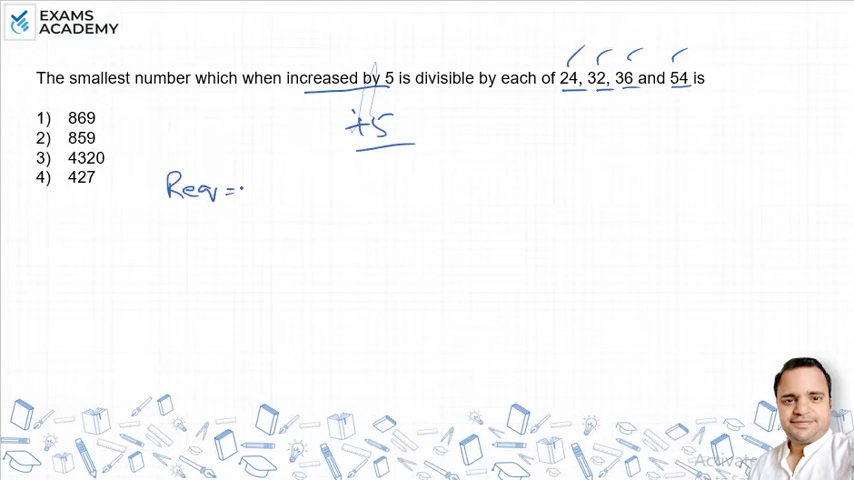 EXAMS
ACADEMY
The smallest number which when increased by 5 is divisible by each of 24, 32, 36 and 54 is
+5
1) 869
2) 859
3) 4320
4) 427
Req =